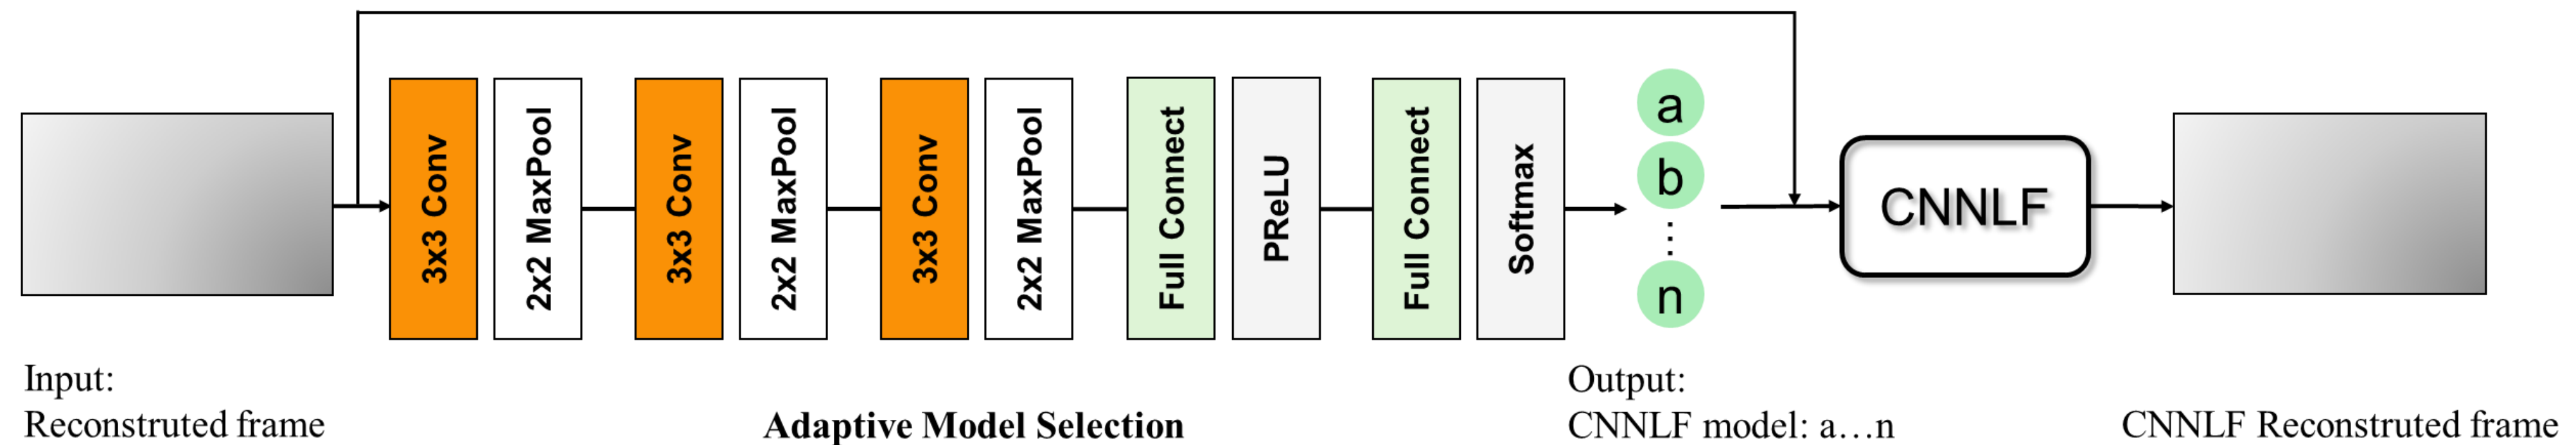 3x3 Conv
2x2 MaxPool
3x3 Conv
2x2 MaxPool
3x3 Conv
2x2 MaxPool
Full Connect
PReLU
Full Connect
Softmax
a
b
⋮
n
CNNLF
Input:
Reconstruted frame
Adaptive Model Selection
Output:
CNNLF model: a…n
CNNLF Reconstruted frame